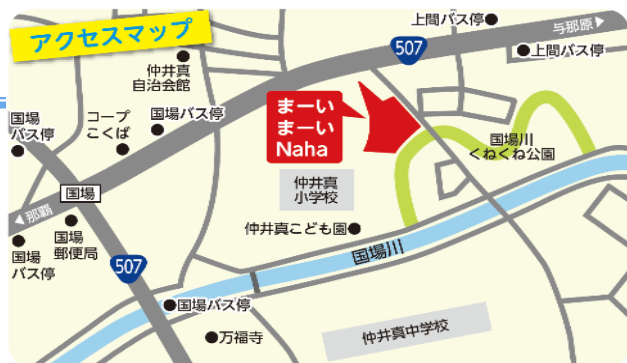 アクセスマップ
上間バス停
与那原
507
上間バス停
仲井真
自治会館
国場
バス停
コープ
こくば
国場バス停
まーい
まーい
Naha
国場川
くねくね公園
仲井真
小学校
国場
那覇
国場
郵便局
仲井真こども園
国場
バス停
507
国場川
国場バス停
万福寺
仲井真中学校